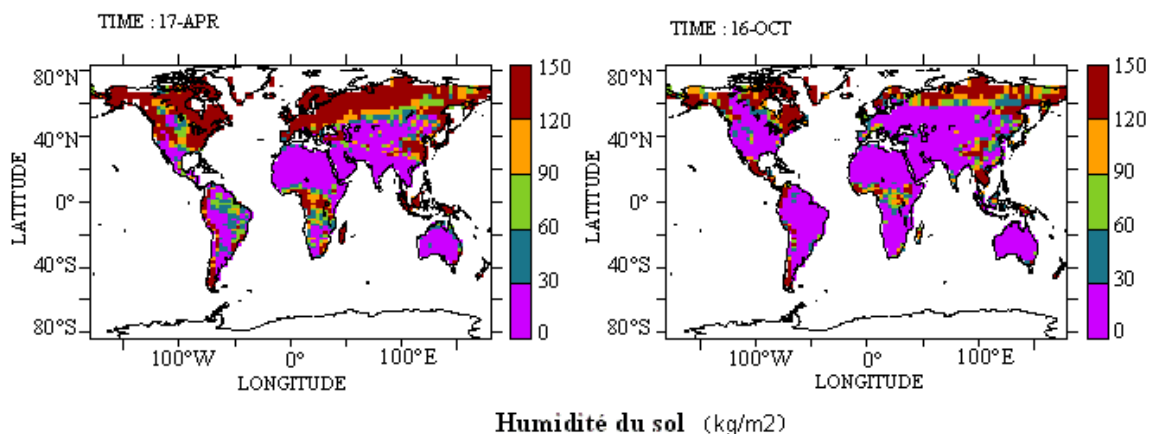 TIME : 17-APR
TIME : 16-OCT
80°N
40°N
0°
40°S
80°S
LATITUDE
100°W
0°
100°E
LONGITUDE
150
120
90
60
30
0
80°N
40°N
0°
40°S
80°S
LATITUDE
100°W
0°
100°E
LONGITUDE
150
120
90
60
30
0
Humidité du sol (kg/m2)